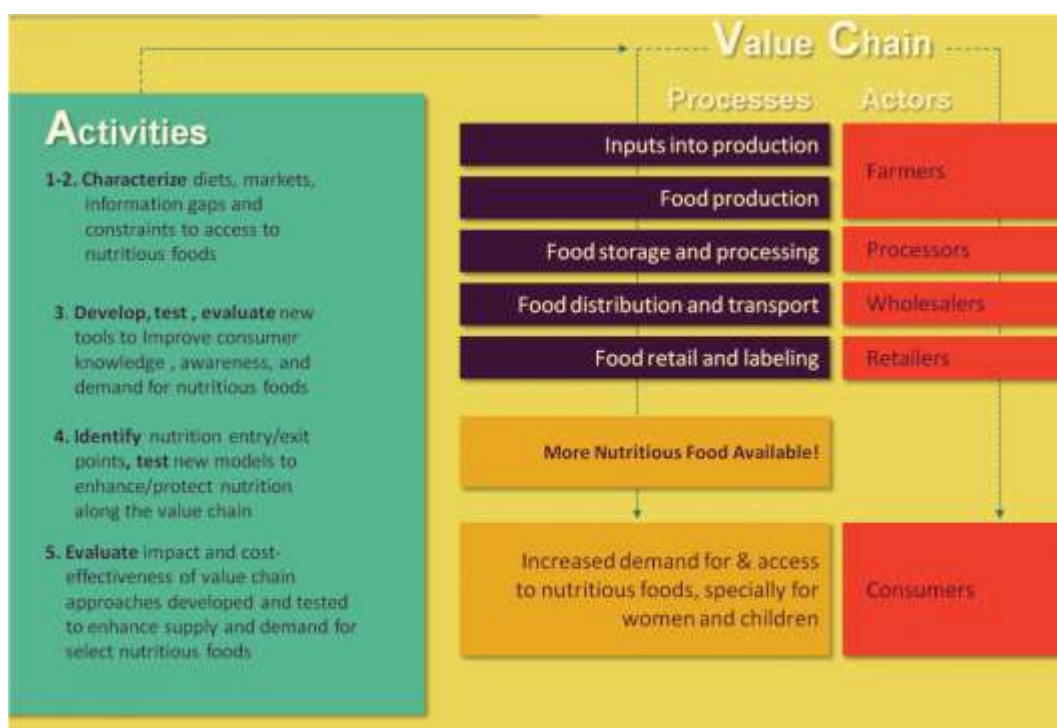 Value Chain
Processes
Actors
Activities
1-2. Characterize diets, markets,
information gaps and
constraints to access to
nutritious foods
3. Develop, test , evaluate new
tools to Improve consumer
knowledge , awareness, and
demand for nutritious foods
4. Identify nutrition entry/exit
points, test new models to
enhance/protect nutrition
along the value chain
5. Evaluate impact and cost-
effectiveness of value chain
approaches developed and tested
to enhance supply and demand for
select nutritious foods
Inputs into production
Food production
Farmers
Food storage and processing
Processors
Food distribution and transport
Wholesalers
Food retail and labeling
Retailers
More Nutritious Food Available!
Increased demand for & access
to nutritious foods, specially for
women and children
Consumers